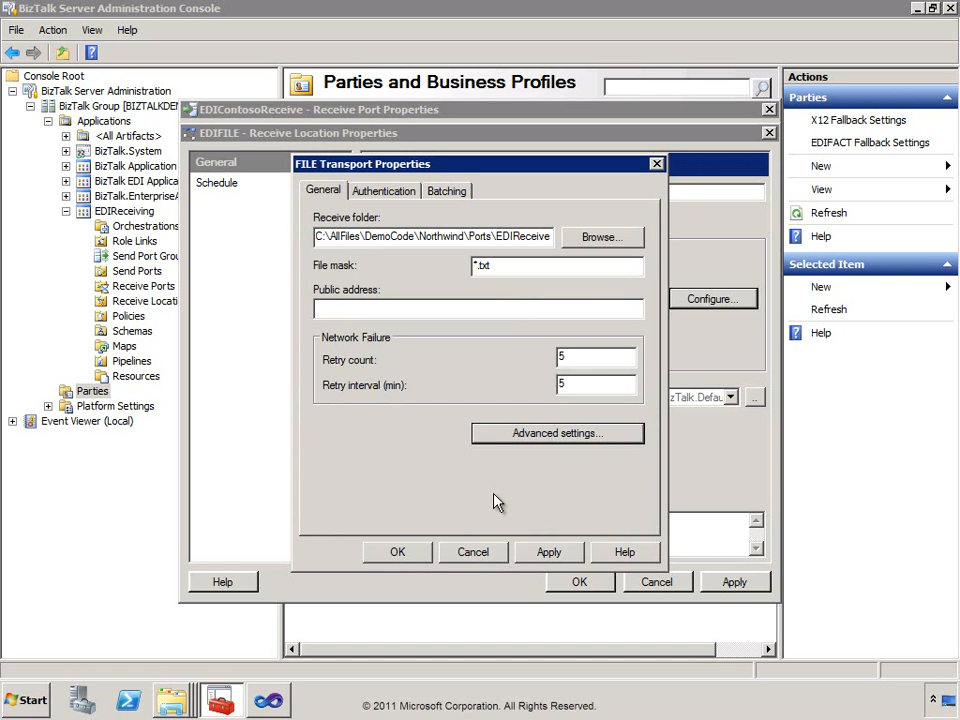 BizTalk Server Administration Console
File Action View Help
Console Root
BizTalk Server Administration
BizTalk Group [BIZTALKDEM
Applications
<All Artifacts>
BizTalk.System
BizTalk Application
BizTalk EDI Applica
BizTalk.EnterpriseA
EDIReceiving
Orchestrations
Role Links
Send Port Grou
Send Ports
Receive Ports
Receive Locati
Policies
Schemas
Maps
Pipelines
Resources
Parties
Platform Settings
Event Viewer (Local)
Parties and Business Profiles
EDIContosoReceive - Receive Port Properties
EDIFILE - Receive Location Properties
General
Schedule
FILE Transport Properties
General Authentication Batching
Receive folder:
C:\AllFiles\DemoCode\Northwind\Ports\EDIReceive
Browse...
File mask:
*.txt
Public address:
Network Failure
Retry count:
5
Retry interval (min):
5
Advanced settings...
OK Cancel Apply Help
Configure...
zTalk.Defau
..
Help OK Cancel Apply
Actions
Parties
X12 Fallback Settings
EDIFACT Fallback Settings
New
View
Refresh
Help
Selected Item
New
Refresh
Help
Start
© 2011 Microsoft Corporation. All Rights Reserved.